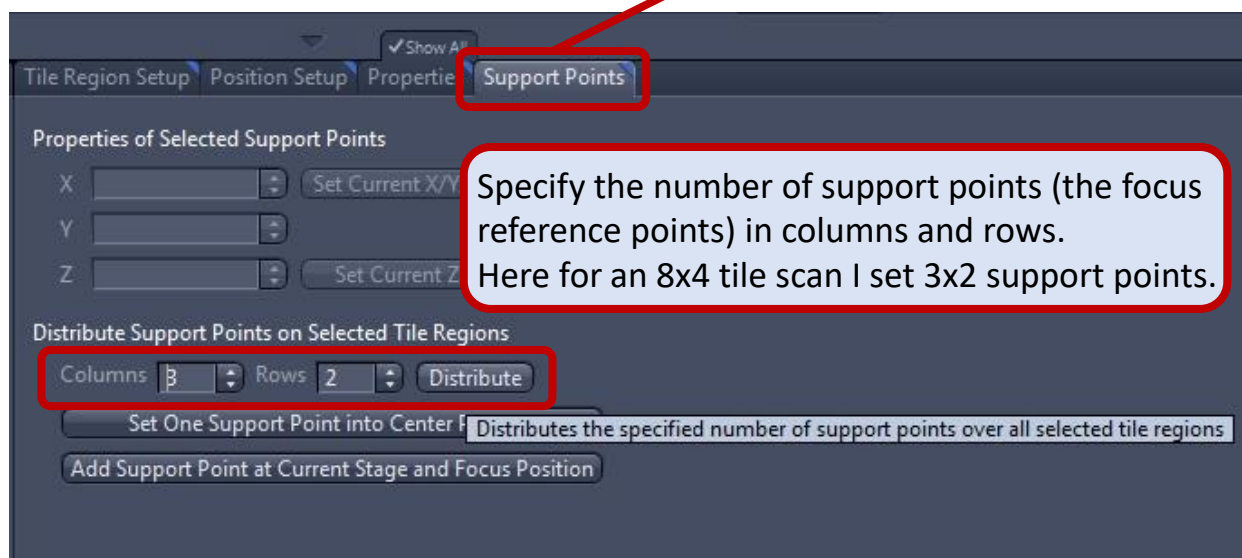 ✓Show All
Tile Region Setup Position Setup Propertie Support Points
Properties of Selected Support Points
X Set Current X/Y
Y
Z Set Current Z
Specify the number of support points (the focus
reference points) in columns and rows.
Here for an 8x4 tile scan I set 3x2 support points.
Distribute Support Points on Selected Tile Regions
Columns 3 Rows 2 Distribute
Set One Support Point into Center
Distributes the specified number of support points over all selected tile regions
Add Support Point at Current Stage and Focus Position